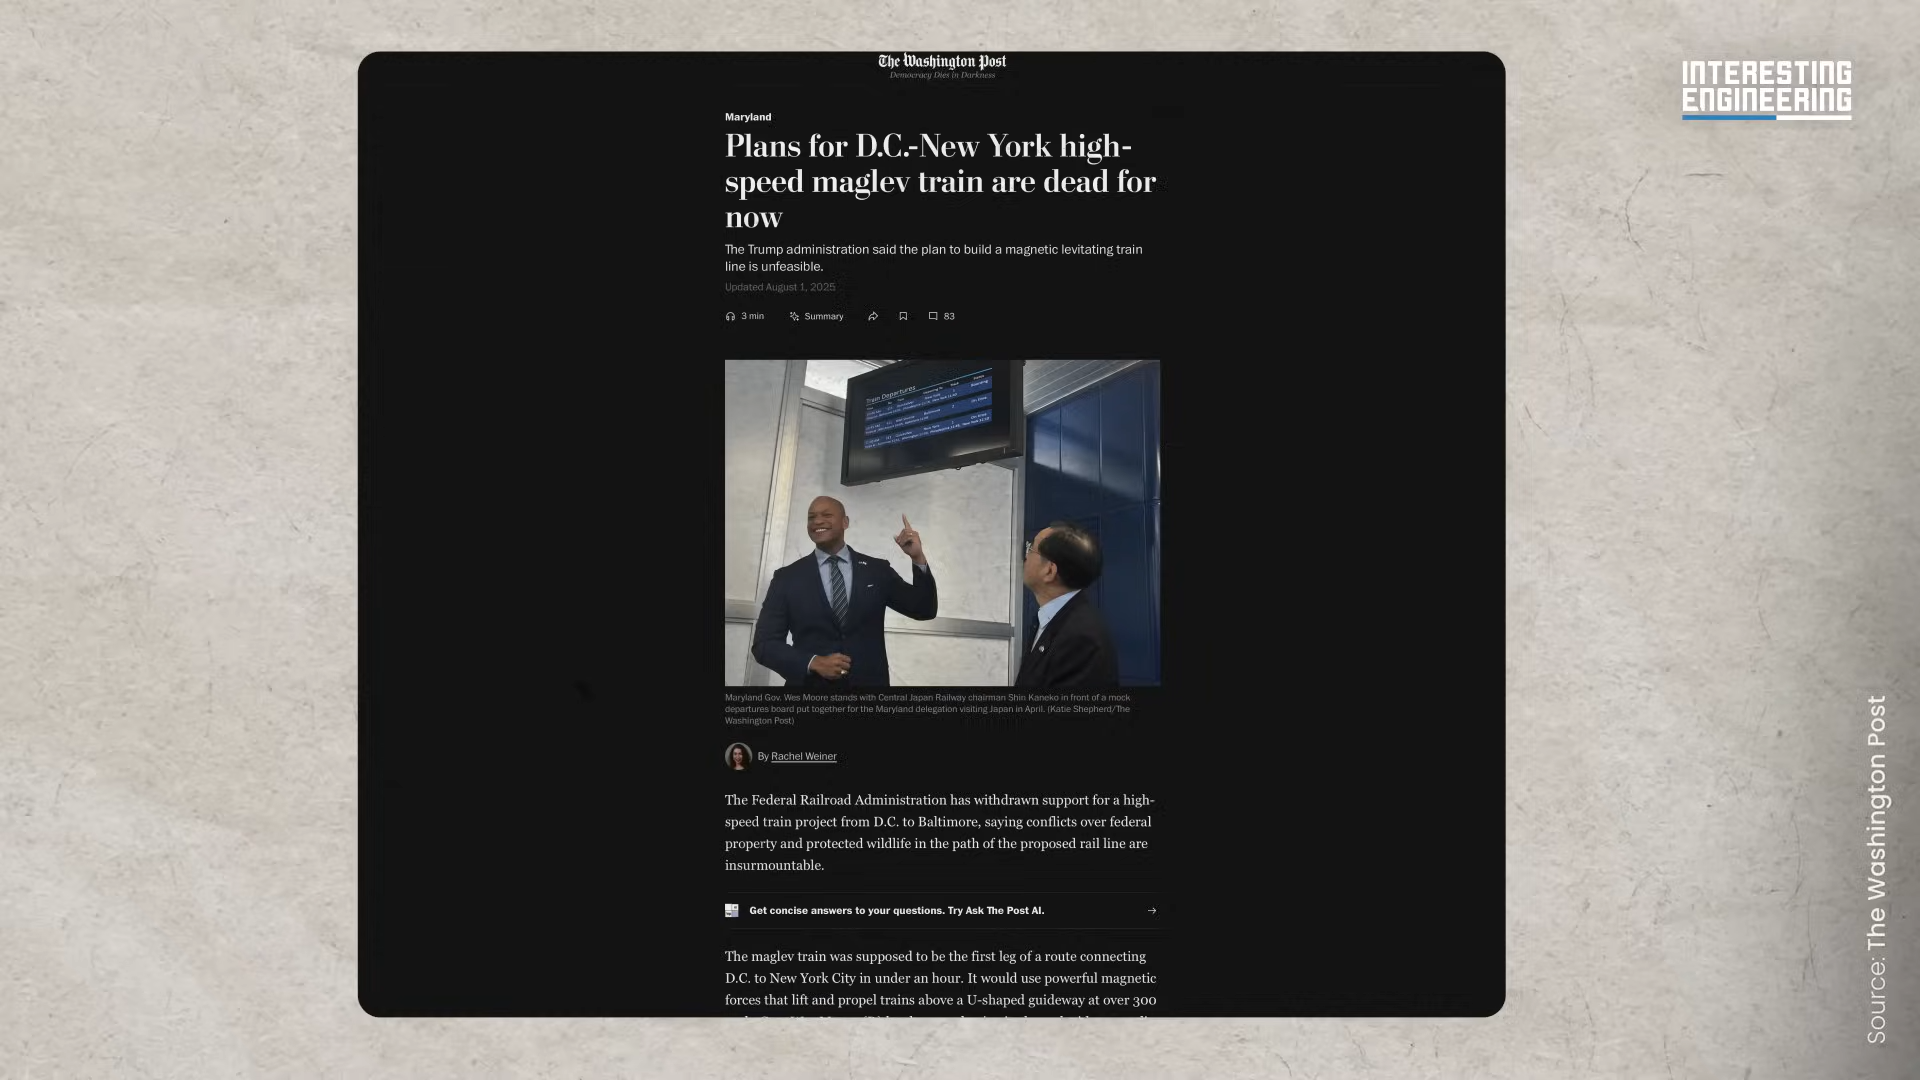 The Washington Post
Democracy Dies in Darkness
INTERESTING
ENGINEERING
Maryland
Plans for D.C.-New York high-
speed maglev train are dead for
now
The Trump administration said the plan to build a magnetic levitating train
line is unfeasible.
Updated August 1, 2025
3 min Summary 83
Train Departures
Maryland Gov. Wes Moore stands with Central Japan Railway chairman Shin Kaneko in front of a mock
departures board put together for the Maryland delegation visiting Japan in April. (Katie Shepherd/The
Washington Post)
By Rachel Weiner
The Federal Railroad Administration has withdrawn support for a high-
speed train project from D.C. to Baltimore, saying conflicts over federal
property and protected wildlife in the path of the proposed rail line are
insurmountable.
Get concise answers to your questions. Try Ask The Post AI.
The maglev train was supposed to be the first leg of a route connecting
D.C. to New York City in under an hour. It would use powerful magnetic
forces that lift and propel trains above a U-shaped guideway at over 300
Source: The Washington Post